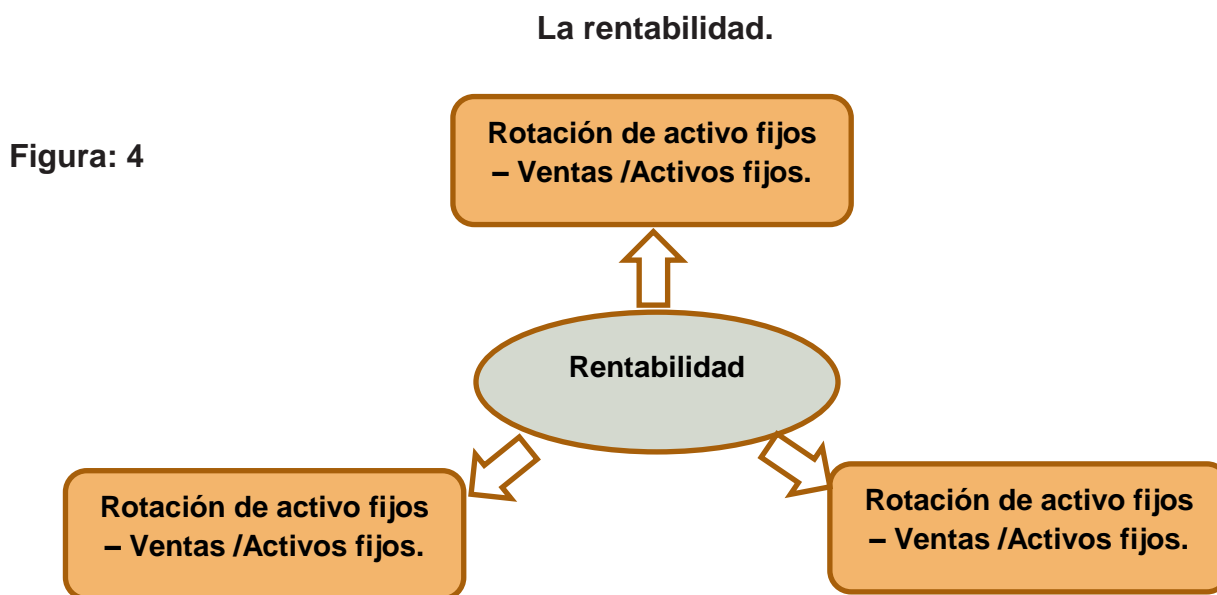 La rentabilidad.
Figura: 4
Rotación de activo fijos
– Ventas /Activos fijos.
Rentabilidad
Rotación de activo fijos
– Ventas /Activos fijos.
Rotación de activo fijos
– Ventas /Activos fijos.